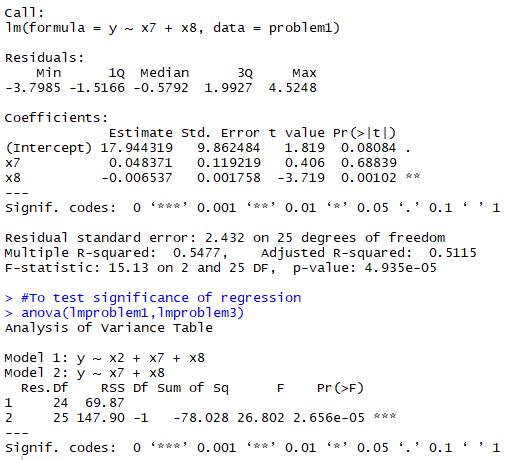 Call:
lm(formula = y ~ x7 + x8, data = problem1)
Residuals:
Min 1Q Median 3Q Max
-3.7985 -1.5166 -0.5792 1.9927 4.5248
Coefficients:
Estimate Std. Error t value Pr(>|t|)
(Intercept) 17.944319 9.862484 1.819 0.08084 .
x7 0.048371 0.119219 0.406 0.68839
x8 -0.006537 0.001758 -3.719 0.00102 **
---
Signif. codes: 0 ‘***’ 0.001 ‘**’ 0.01 ‘*’ 0.05 ‘.’ 0.1 ‘ ’ 1
Residual standard error: 2.432 on 25 degrees of freedom
Multiple R-squared: 0.5477, Adjusted R-squared: 0.5115
F-statistic: 15.13 on 2 and 25 DF, p-value: 4.935e-05
> #To test significance of regression
> anova(lmproblem1,lmproblem3)
Analysis of Variance Table
Model 1: y ~ x2 + x7 + x8
Model 2: y ~ x7 + x8
Res.Df RSS Df Sum of Sq F Pr(>F)
1 24 69.87
2 25 147.90 -1 -78.028 26.802 2.656e-05 ***
---
Signif. codes: 0 ‘***’ 0.001 ‘**’ 0.01 ‘*’ 0.05 ‘.’ 0.1 ‘ ’ 1